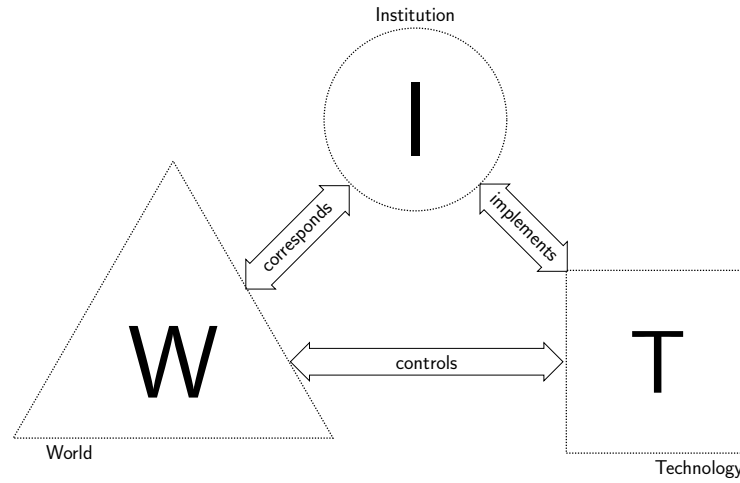 Institution
I
corresponds
implements
W
controls
T
World
Technology